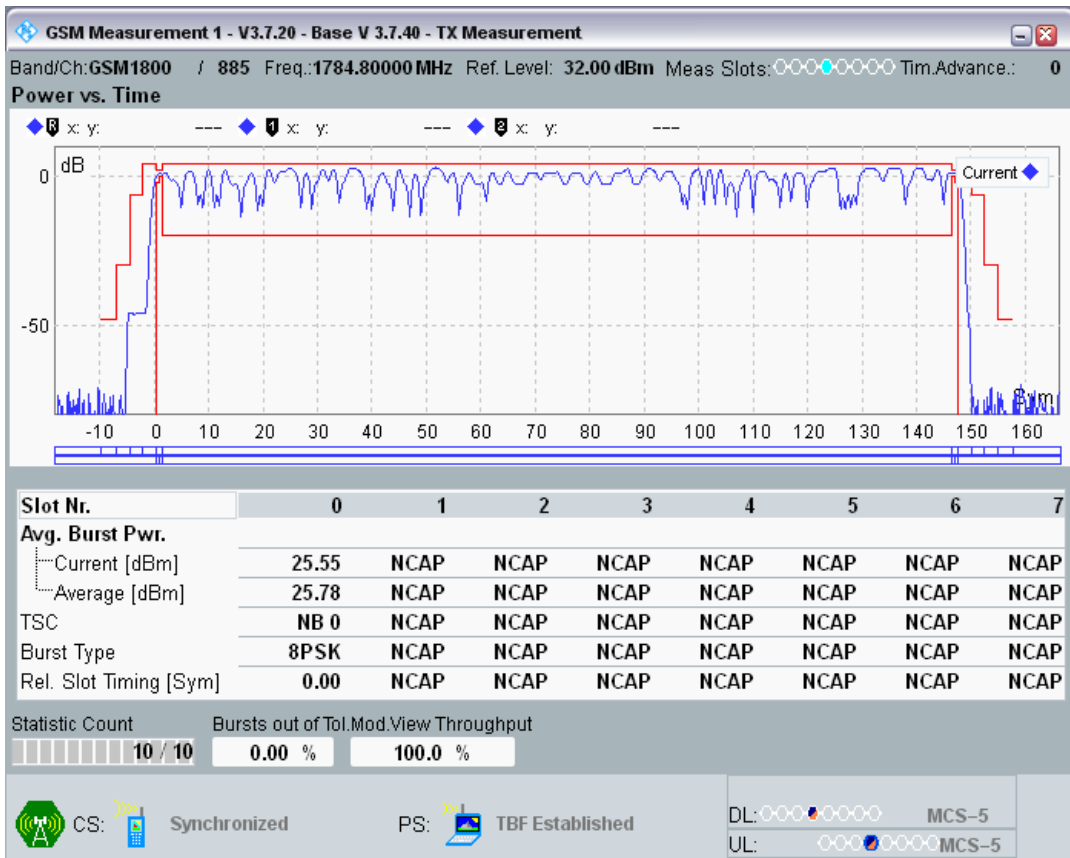 GSM Measurement 1 - V3.7.20 - Base V 3.7.40 - TX Measurement
Band/Ch:GSM1800 / 885 Freq.:1784.80000 MHz Ref. Level: 32.00 dBm Meas Slots: Tim.Advance.: 0
Power vs. Time
R x: y: --- 1 x: y: --- 2 x: y: ---
dB
Current
0
-50
Sym
-10 0 10 20 30 40 50 60 70 80 90 100 110 120 130 140 150 160
Slot Nr. 0 1 2 3 4 5 6 7
Avg. Burst Pwr.
Current [dBm] 25.55 NCAP NCAP NCAP NCAP NCAP NCAP NCAP
Average [dBm] 25.78 NCAP NCAP NCAP NCAP NCAP NCAP NCAP
TSC NB 0 NCAP NCAP NCAP NCAP NCAP NCAP NCAP
Burst Type 8PSK NCAP NCAP NCAP NCAP NCAP NCAP NCAP
Rel. Slot Timing [Sym] 0.00 NCAP NCAP NCAP NCAP NCAP NCAP NCAP
Statistic Count Bursts out of Tol.Mod.View Throughput
10 / 10 0.00 % 100.0 %
CS: Synchronized PS: TBF Established DL: MCS-5
UL: MCS-5